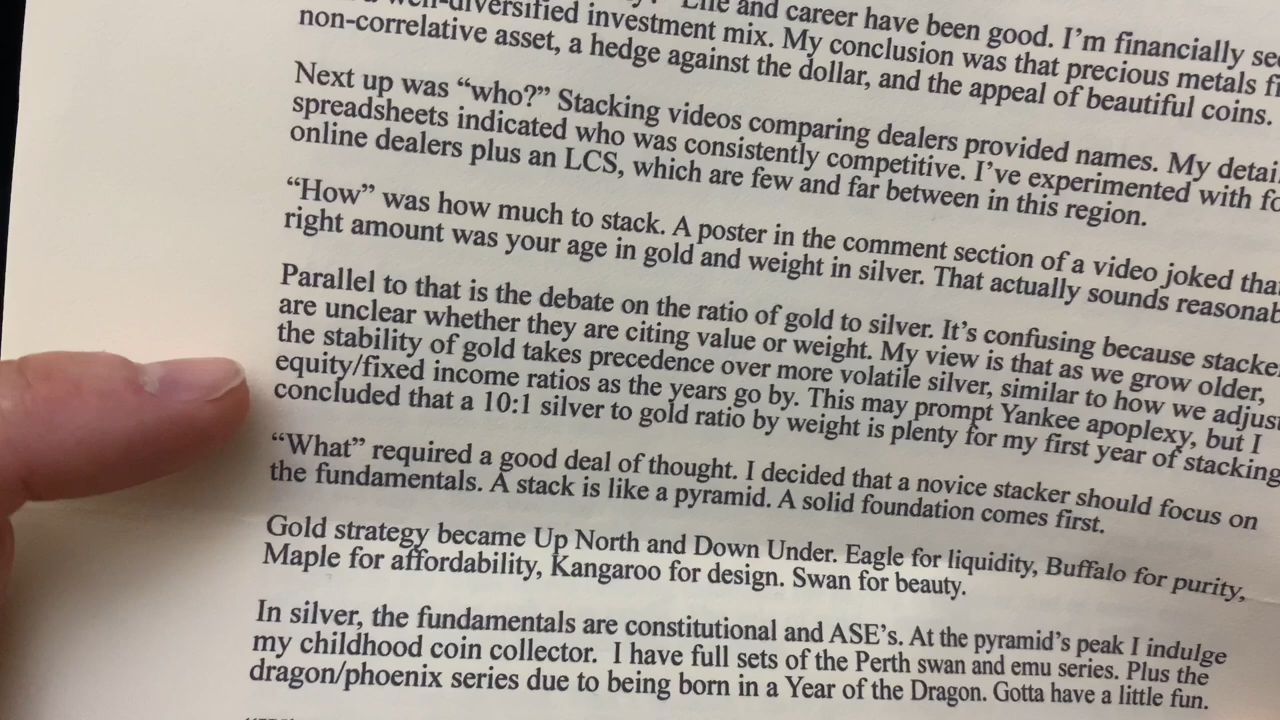 Life and career have been good. I'm financially
well-diversified investment mix. My conclusion was that precious metals
non-correlative asset, a hedge against the dollar, and the appeal of beautiful coins.
Next up was “who?” Stacking videos comparing dealers provided names. My
spreadsheets indicated who was consistently competitive. I've experimented with
online dealers plus an LCS, which are few and far between in this region.
“How” was how much to stack. A poster in the comment section of a video joked
right amount was your age in gold and weight in silver. That actually sounds
Parallel to that is the debate on the ratio of gold to silver. It's confusing because
are unclear whether they are citing value or weight. My view is that as we grow older,
the stability of gold takes precedence over more volatile silver, similar to how we adjust
equity/fixed income ratios as the years go by. This may prompt Yankee apoplexy, but I
concluded that a 10:1 silver to gold ratio by weight is plenty for my first year of stacking
“What” required a good deal of thought. I decided that a novice stacker should focus on
the fundamentals. A stack is like a pyramid. A solid foundation comes first.
Gold strategy became Up North and Down Under. Eagle for liquidity, Buffalo for purity,
Maple for affordability, Kangaroo for design. Swan for beauty.
In silver, the fundamentals are constitutional and ASE's. At the pyramid's peak I indulge
my childhood coin collector. I have full sets of the Perth swan and emu series. Plus the
dragon/phoenix series due to being born in a Year of the Dragon. Gotta have a little fun.